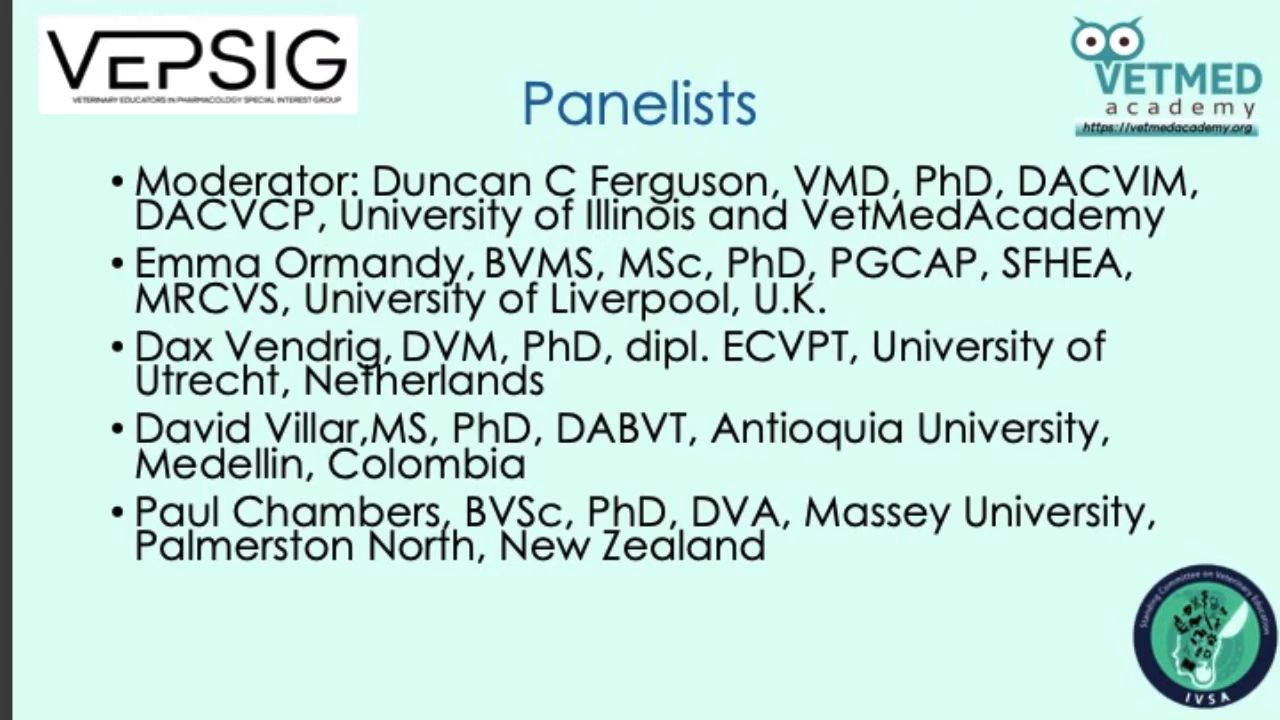 VEPSIG
VETERINARY EDUCATORS IN PHARMACOLOGY SPECIAL INTEREST GROUP
VETMED
academy
https://vetmedacademy.org
Panelists
• Moderator: Duncan C Ferguson, VMD, PhD, DACVIM,
DACVCP, University of Illinois and VetMedAcademy
• Emma Ormandy, BVMS, MSc, PhD, PGCAP, SFHEA,
MRCVS, University of Liverpool, U.K.
• Dax Vendrig, DVM, PhD, dipl. ECVPT, University of
Utrecht, Netherlands
• David Villar,MS, PhD, DABVT, Antioquia University,
Medellin, Colombia
• Paul Chambers, BVSc, PhD, DVA, Massey University,
Palmerston North, New Zealand
Standing Committee on Veterinary Education
IVSA